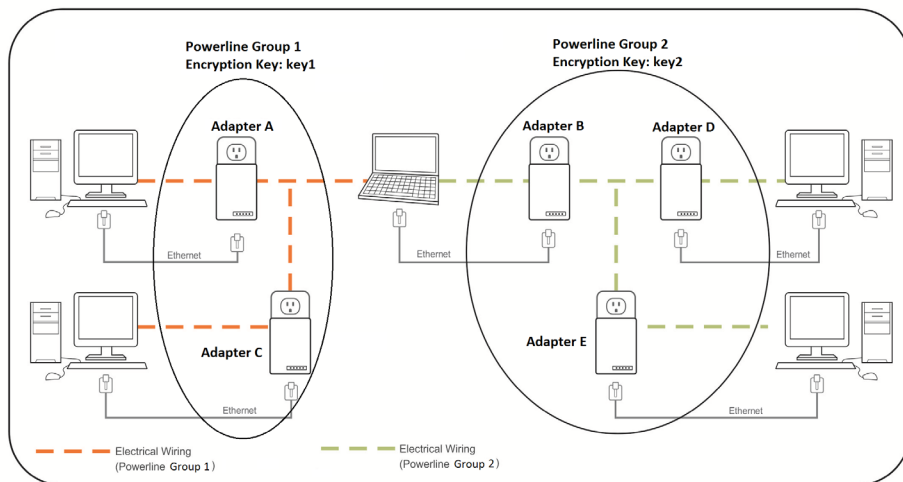 Powerline Group 1
Encryption Key: key1
Powerline Group 2
Encryption Key: key2
Adapter A
Adapter B
Adapter D
Ethernet
Ethernet
Ethernet
Adapter C
Adapter E
Ethernet
Ethernet
Electrical Wiring
(Powerline Group 1)
Electrical Wiring
(Powerline Group 2)